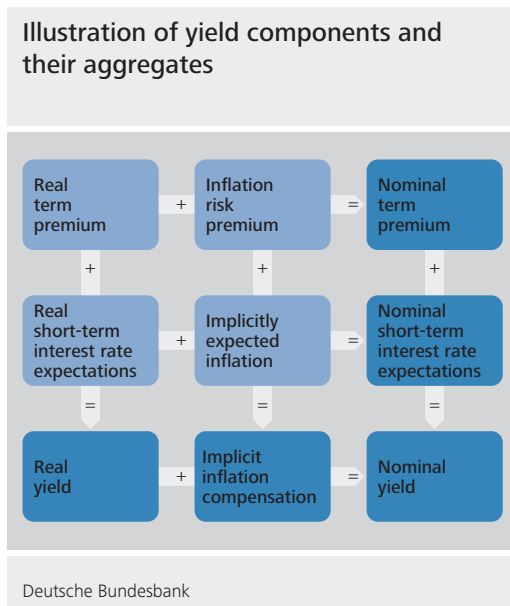 Illustration of yield components and
their aggregates
Real
term
premium
+
Inflation
risk
premium
=
Nominal
term
premium
+
+
+
Real
short-term
interest rate
expectations
+
Implicitly
expected
inflation
=
Nominal
short-term
interest rate
expectations
=
=
=
Real
yield
+
Implicit
inflation
compensation
=
Nominal
yield
Deutsche Bundesbank